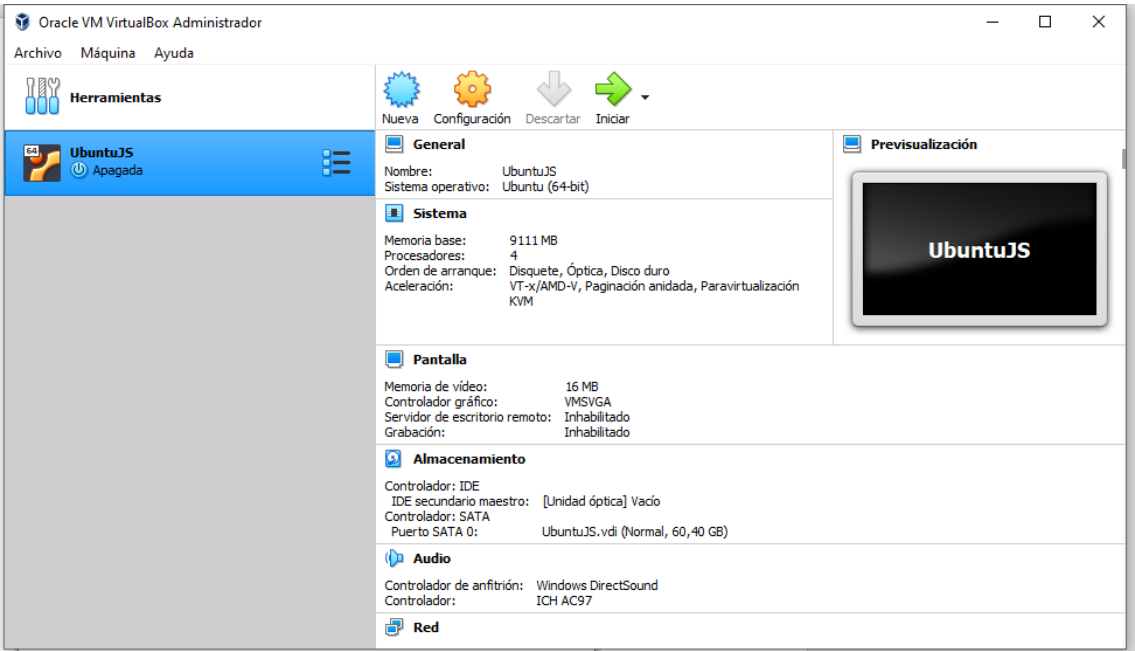 Oracle VM VirtualBox Administrador
Archivo Máquina Ayuda
Herramientas
64
UbuntuJS
Apagada
Nueva Configuración Descartar Iniciar
General
Nombre: UbuntuJS
Sistema operativo: Ubuntu (64-bit)
Sistema
Memoria base: 9111 MB
Procesadores: 4
Orden de arranque: Disquete, Óptica, Disco duro
Aceleración: VT-x/AMD-V, Paginación anidada, Paravirtualización
KVM
Previsualización
UbuntuJS
Pantalla
Memoria de vídeo: 16 MB
Controlador gráfico: VMSVGA
Servidor de escritorio remoto: Inhabilitado
Grabación: Inhabilitado
Almacenamiento
Controlador: IDE
IDE secundario maestro: [Unidad óptica] Vacío
Controlador: SATA
Puerto SATA 0: UbuntuJS.vdi (Normal, 60,40 GB)
Audio
Controlador de anfitrión: Windows DirectSound
Controlador: ICH AC97
Red